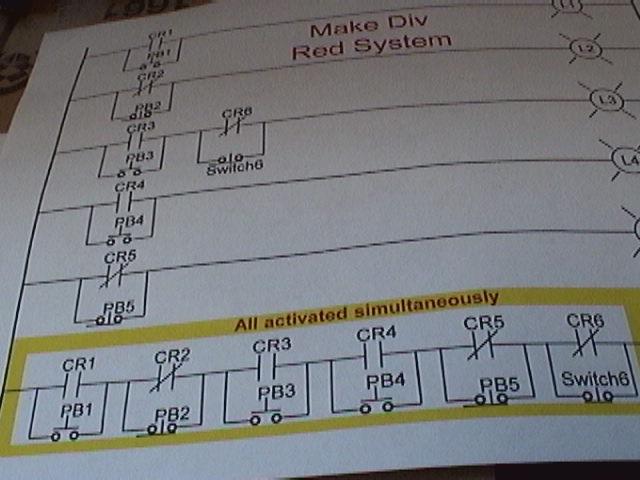 Make Div
Red System
L1
CR1
PB1
CR2
PB2
L2
CR3
PB3
CR6
Switch6
L3
CR4
PB4
L4
CR5
PB5
All activated simultaneously
CR1 CR2 CR3 CR4 CR5 CR6
PB1 PB2 PB3 PB4 PB5 Switch6